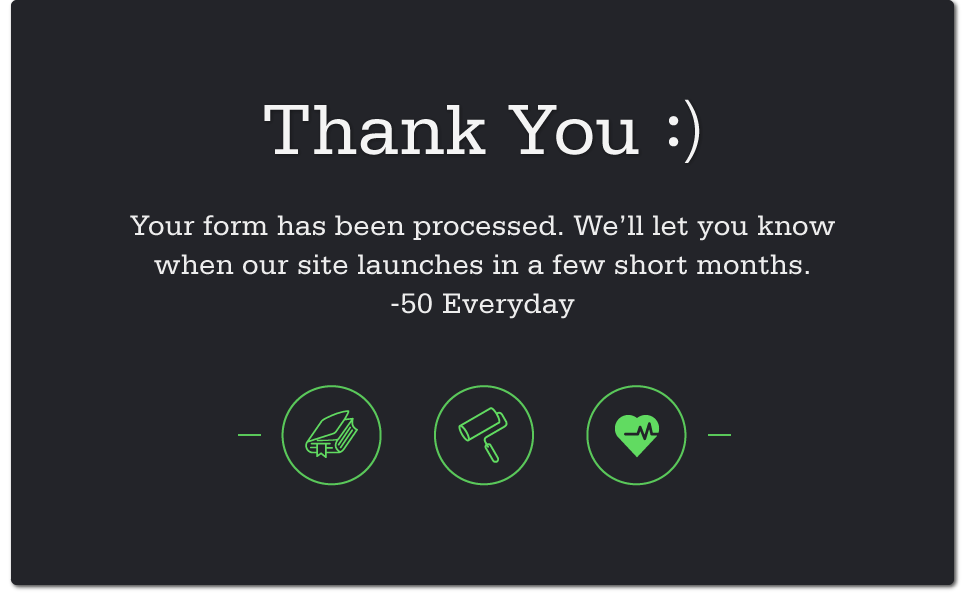 Thank You :)
Your form has been processed. We’ll let you know
when our site launches in a few short months.
-50 Everyday